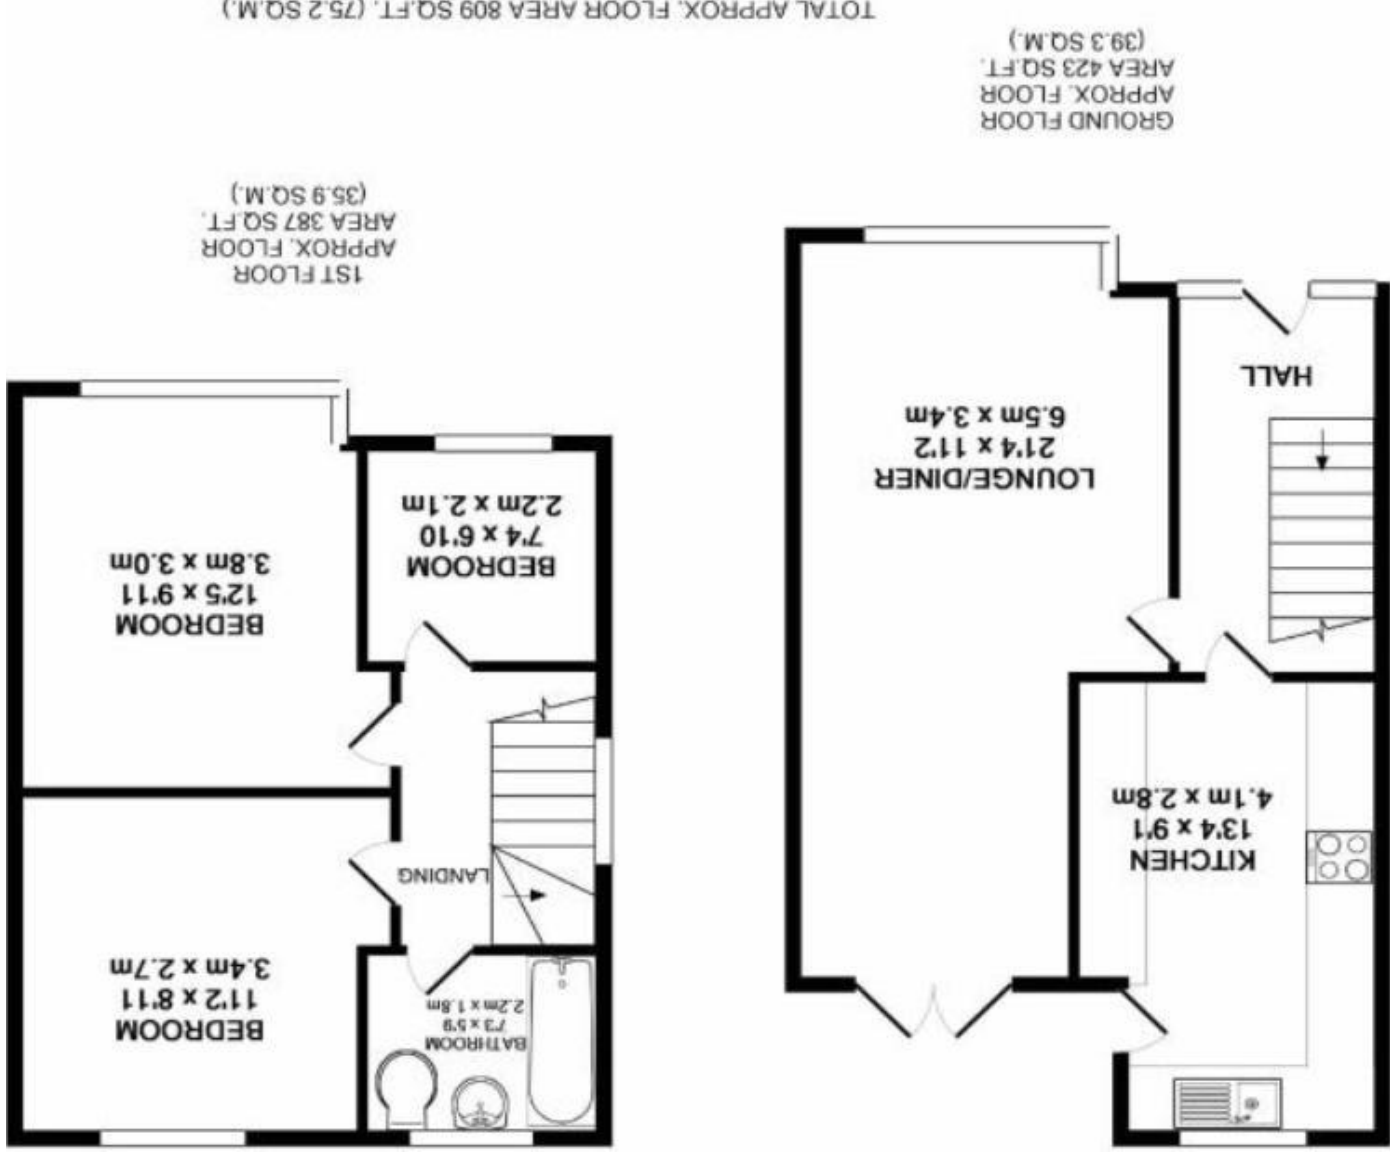 KITCHEN
13'4 x 9'1
4.1m x 2.8m
LOUNGE/DINER
21'4 x 11'2
6.5m x 3.4m
HALL
GROUND FLOOR
APPROX. FLOOR
AREA 423 SQ.FT.
(39.3 SQ.M.)
BATHROOM
7'3 x 5'9
2.2m x 1.8m
BEDROOM
11'2 x 8'11
3.4m x 2.7m
LANDING
BEDROOM
12'5 x 9'11
3.8m x 3.0m
BEDROOM
7'4 x 6'10
2.2m x 2.1m
1ST FLOOR
APPROX. FLOOR
AREA 387 SQ.FT.
(35.9 SQ.M.)
TOTAL APPROX. FLOOR AREA 809 SQ.FT. (75.2 SQ.M.)